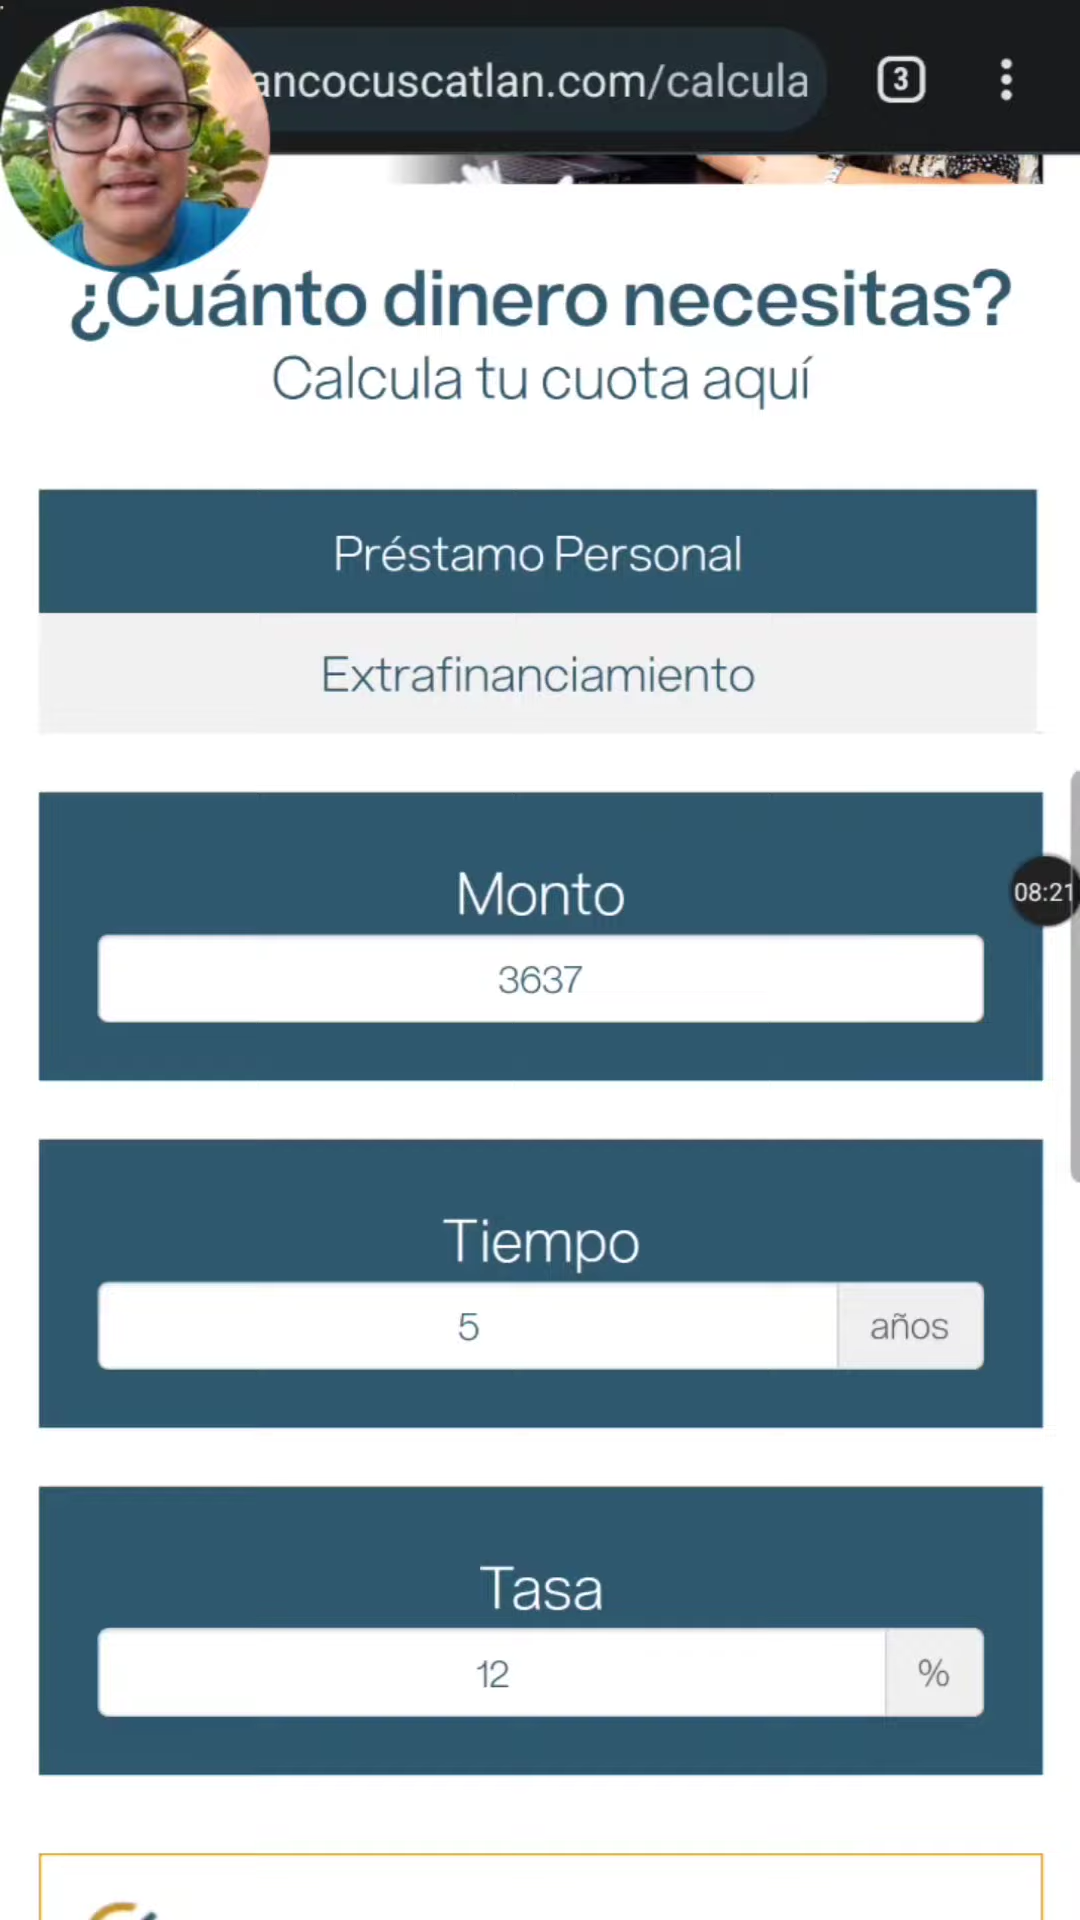 ancocuscatlan.com/calcula
3
¿Cuánto dinero necesitas?
Calcula tu cuota aquí
Préstamo Personal
Extrafinanciamiento
Monto
08:21
3637
Tiempo
5 años
Tasa
12 %